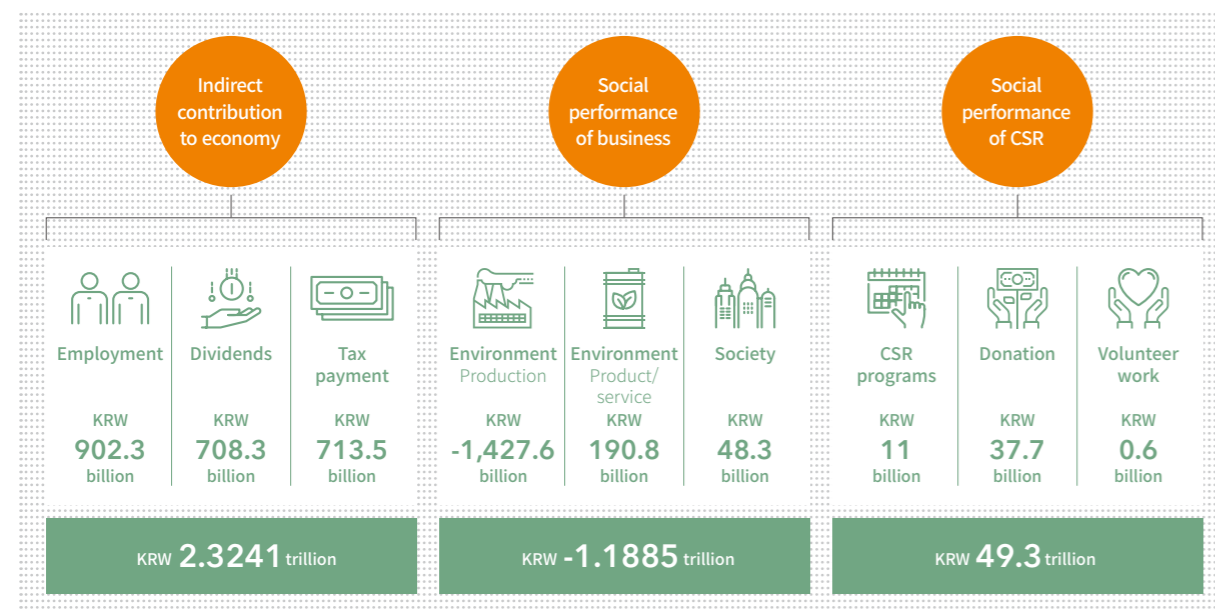 Indirect
contribution
to economy
Social
performance
of business
Social
performance
of CSR
Employment
KRW
902.3
billion
Dividends
KRW
708.3
billion
Tax
payment
KRW
713.5
billion
Environment
Production
KRW
-1,427.6
billion
Environment
Product/
service
KRW
190.8
billion
Society
KRW
48.3
billion
CSR
programs
KRW
11
billion
Donation
KRW
37.7
billion
Volunteer
work
KRW
0.6
billion
KRW 2.3241 trillion
KRW -1.1885 trillion
KRW 49.3 trillion